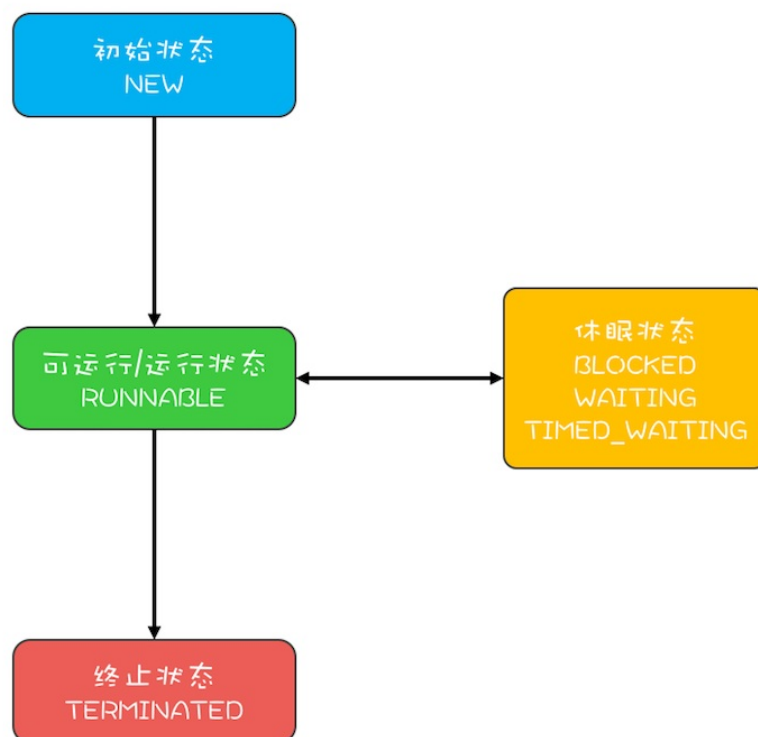 初始状态
NEW
可运行/运行状态
RUNNABLE
休眠状态
BLOCKED
WAITING
TIMED_WAITING
终止状态
TERMINATED